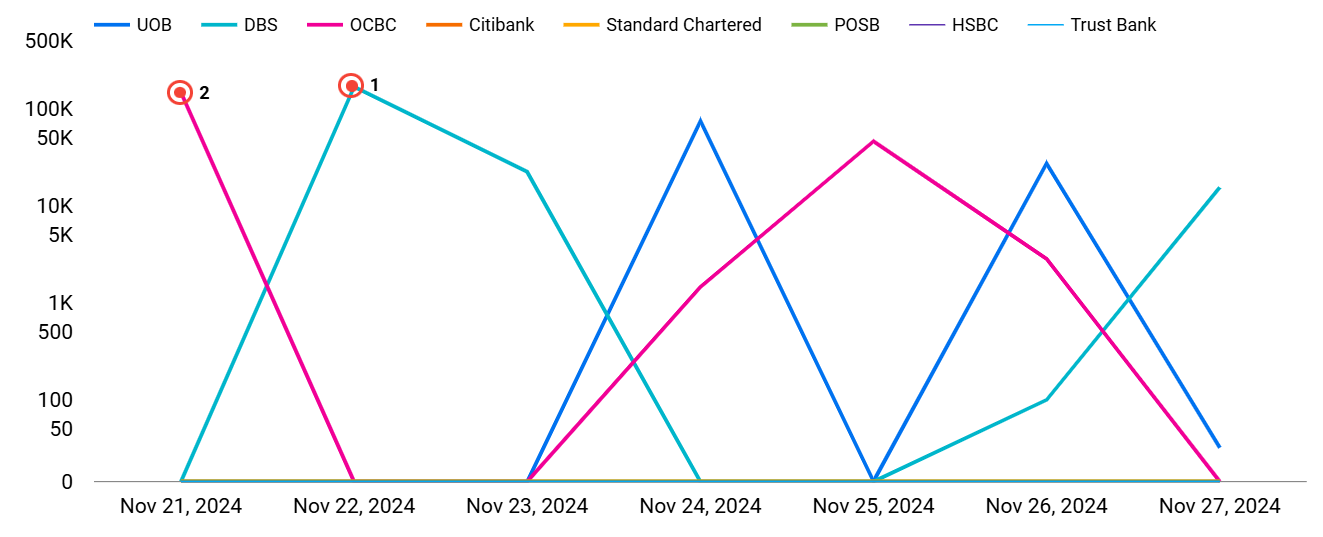 UOB DBS OCBC Citibank Standard Chartered POSB HSBC Trust Bank
500K
1
2
100K
50K
10K
5K
1K
500
100
50
0
Nov 21, 2024 Nov 22, 2024 Nov 23, 2024 Nov 24, 2024 Nov 25, 2024 Nov 26, 2024 Nov 27, 2024